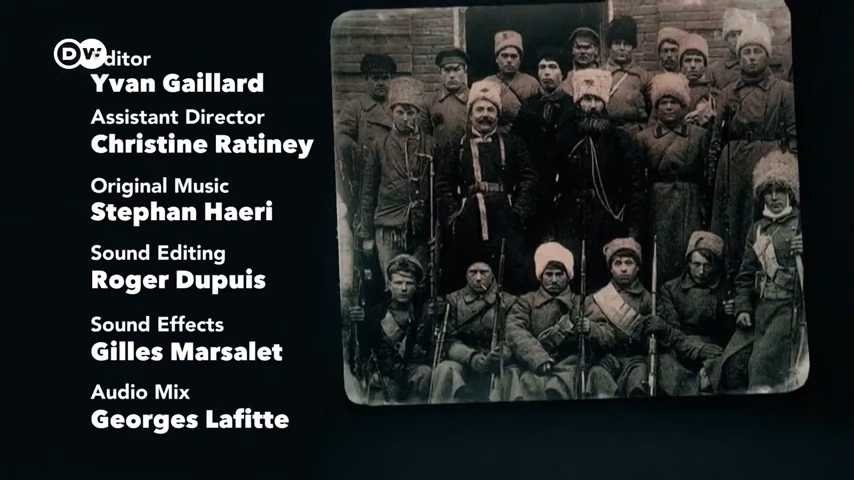 DW
ditor
Yvan Gaillard
Assistant Director
Christine Ratiney
Original Music
Stephan Haeri
Sound Editing
Roger Dupuis
Sound Effects
Gilles Marsalet
Audio Mix
Georges Lafitte